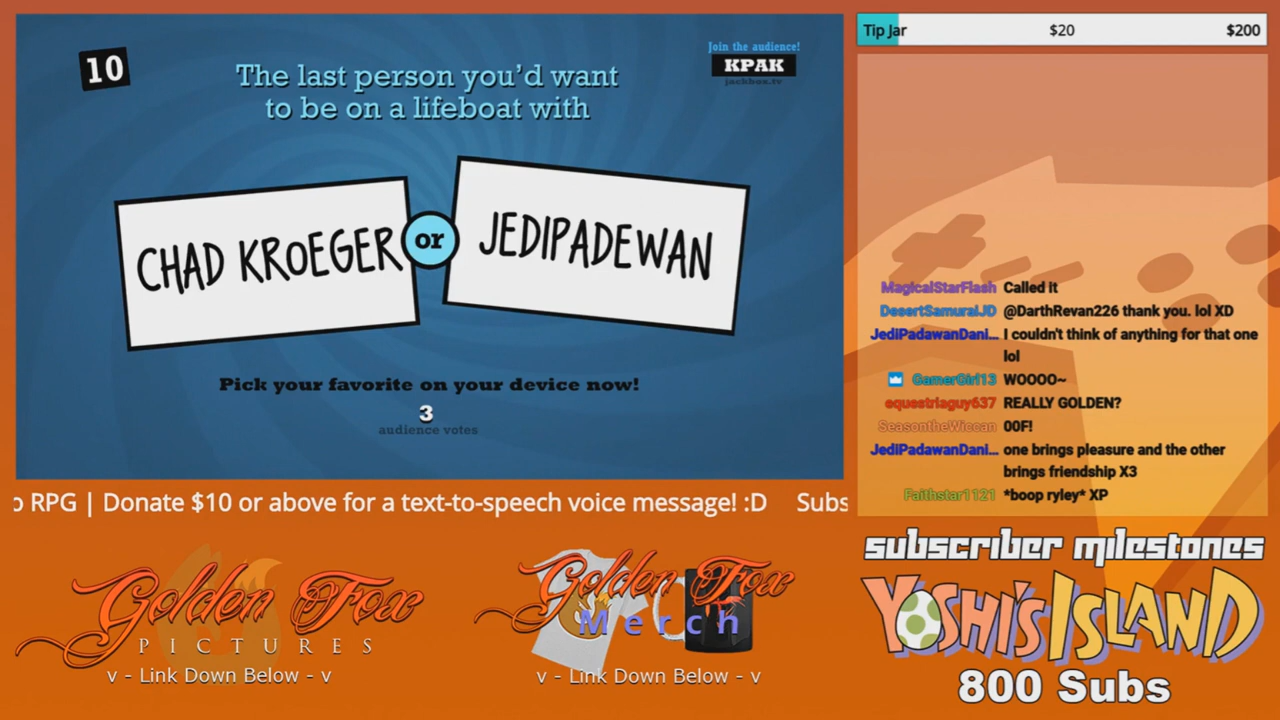 10
Join the audience!
KPAK
jackbox.tv
The last person you'd want
to be on a lifeboat with
CHAD KROEGER
or
JEDIPADEWAN
Pick your favorite on your device now!
3
audience votes
o RPG | Donate $10 or above for a text-to-speech voice message! :D Subs
Golden Fox
PICTURES
v - Link Down Below - v
Golden Fox
Merch
v - Link Down Below - v
Tip Jar $20 $200
MagicalStarFlash Called it
DesertSamuraiJD @DarthRevan226 thank you. lol XD
JediPadawanDani... I couldn't think of anything for that one
lol
GamerGirl13 WOOOO~
equestriaguy637 REALLY GOLDEN?
SeasontheWiccan 00F!
JediPadawanDani... one brings pleasure and the other
brings friendship X3
Faithstar1121 *boop ryley* XP
subscriber milestones
YOSHI'S ISLAND
800 Subs